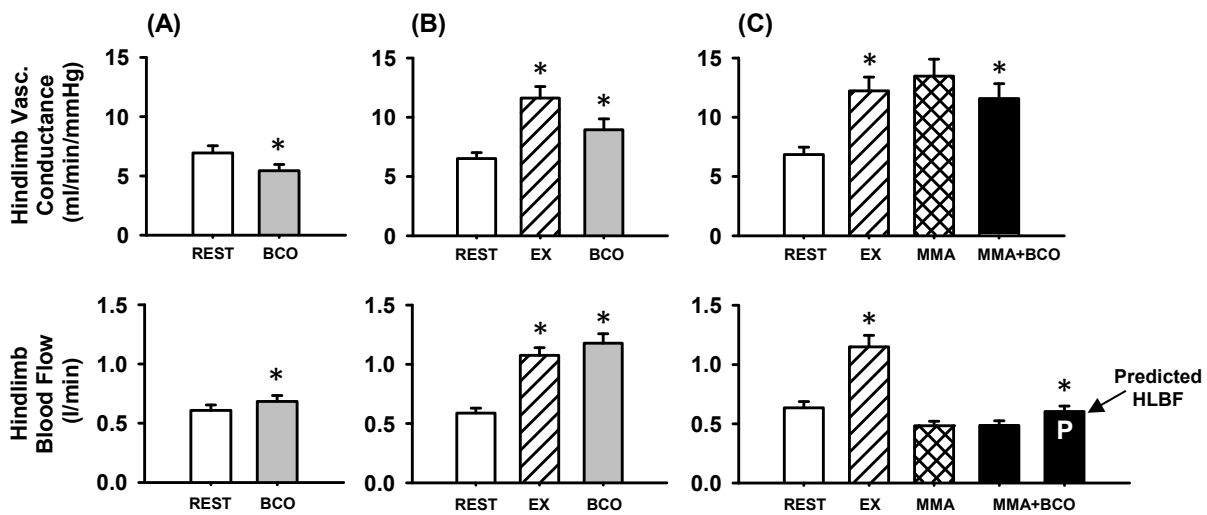 (A) (B) (C)
Hindlimb Vasc.
Conductance
(ml/min/mmHg)
15 15 15
10 10 10
5 5 5
0 0 0
* * * * *
REST BCO REST EX BCO REST EX MMA MMA+BCO
Hindlimb
Blood Flow
(l/min)
1.5 1.5 1.5
1.0 1.0 1.0
0.5 0.5 0.5
0.0 0.0 0.0
* * * * *
Predicted
HLBF
P
REST BCO REST EX BCO REST EX MMA MMA+BCO